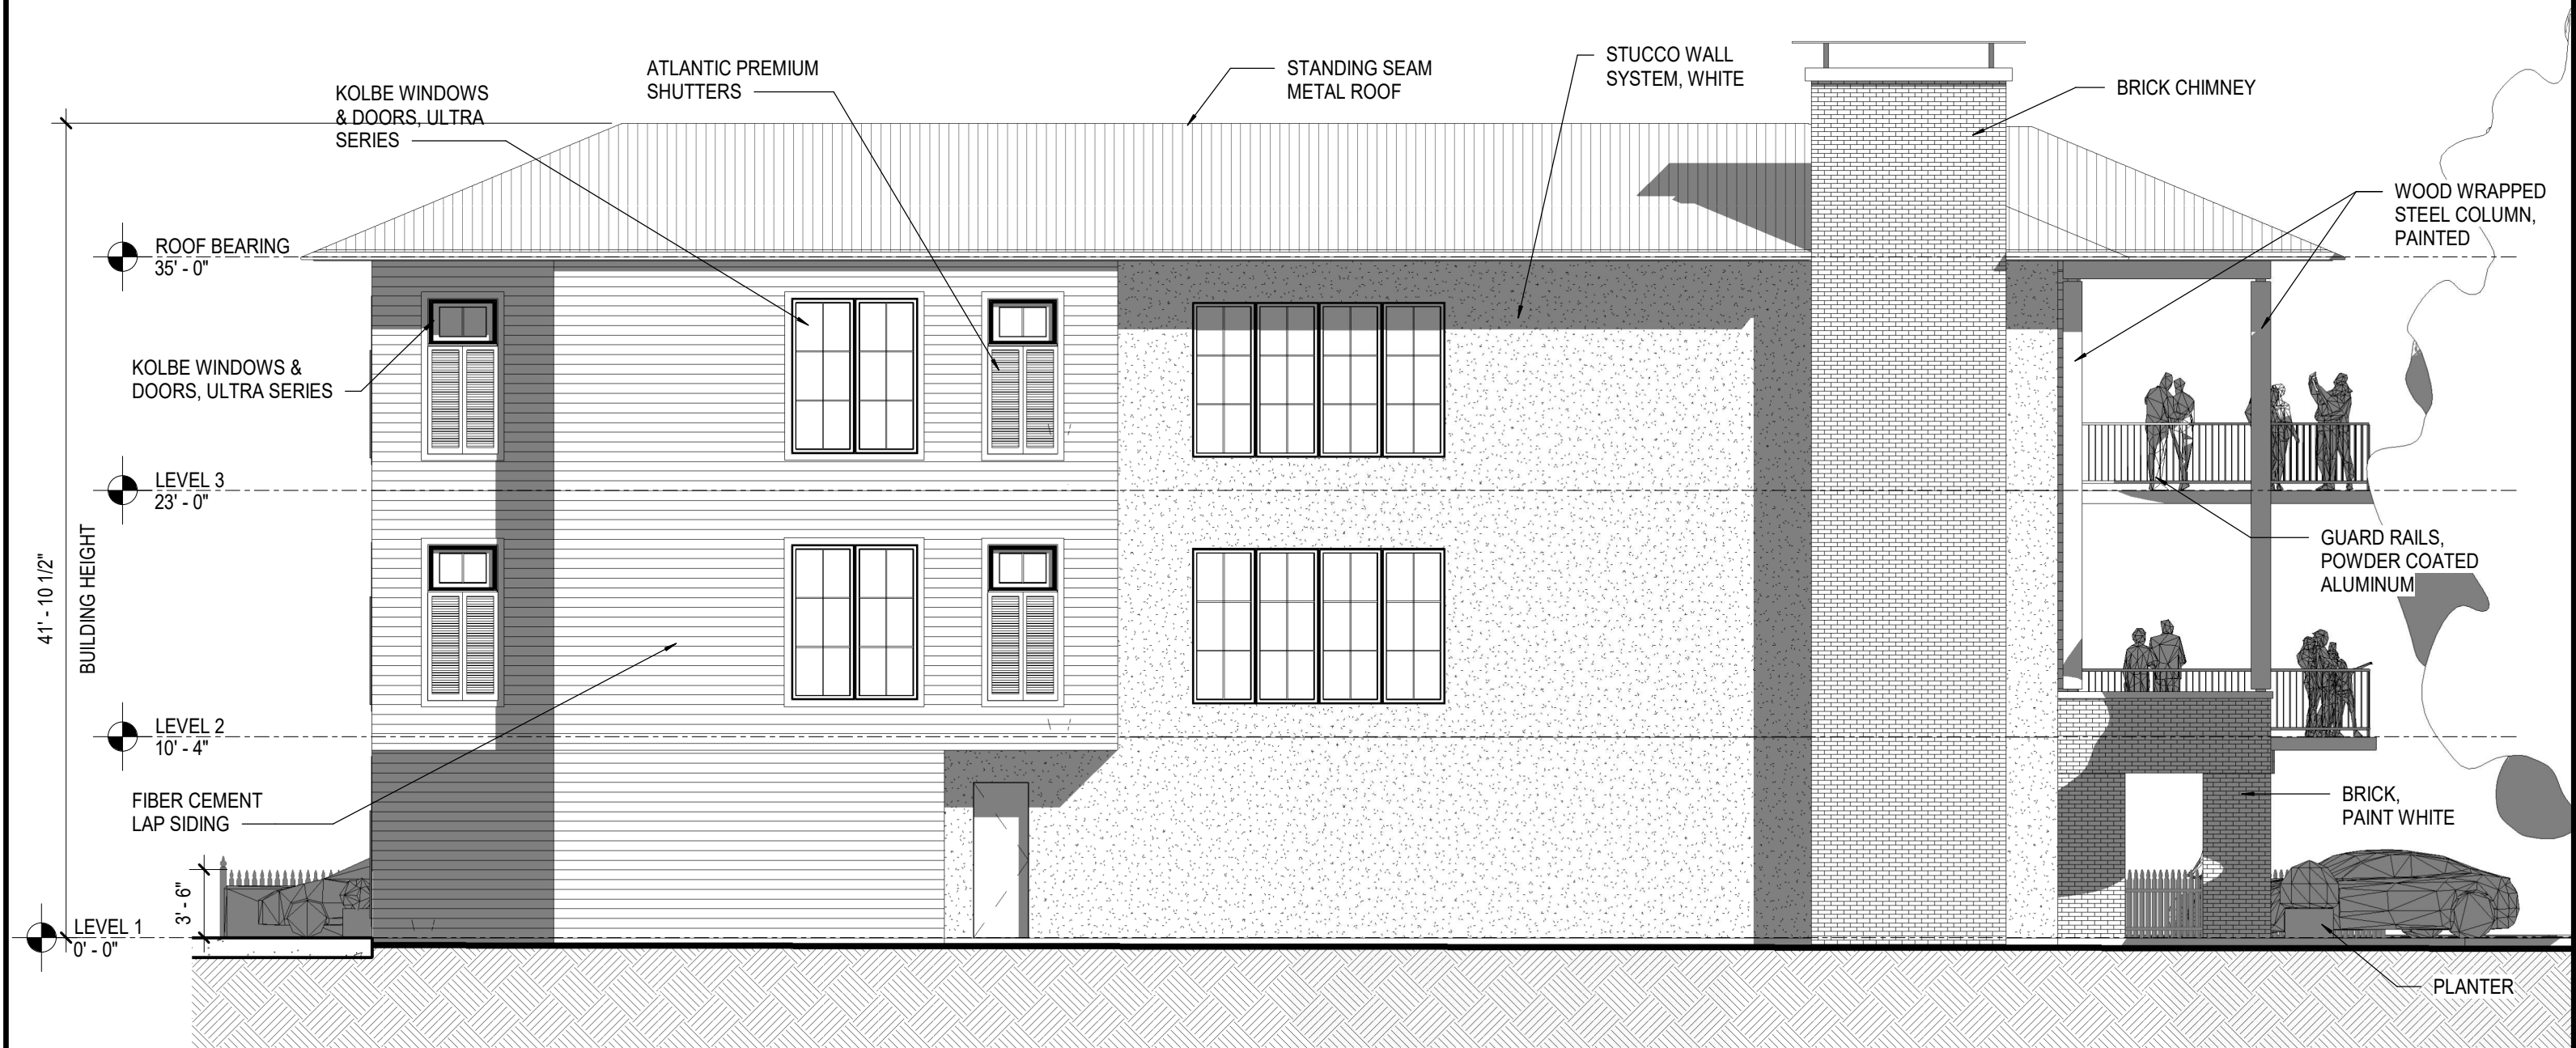 STUCCO WALL
SYSTEM, WHITE
ATLANTIC PREMIUM
SHUTTERS
STANDING SEAM
METAL ROOF
BRICK CHIMNEY
KOLBE WINDOWS
& DOORS, ULTRA
SERIES
WOOD WRAPPED
STEEL COLUMN,
PAINTED
ROOF BEARING
35' - 0"
KOLBE WINDOWS &
DOORS, ULTRA SERIES
LEVEL 3
23' - 0"
GUARD RAILS,
POWDER COATED
ALUMINUM
41' - 10 1/2"
BUILDING HEIGHT
LEVEL 2
10' - 4"
FIBER CEMENT
LAP SIDING
BRICK,
PAINT WHITE
3' - 6"
LEVEL 1
0' - 0"
PLANTER